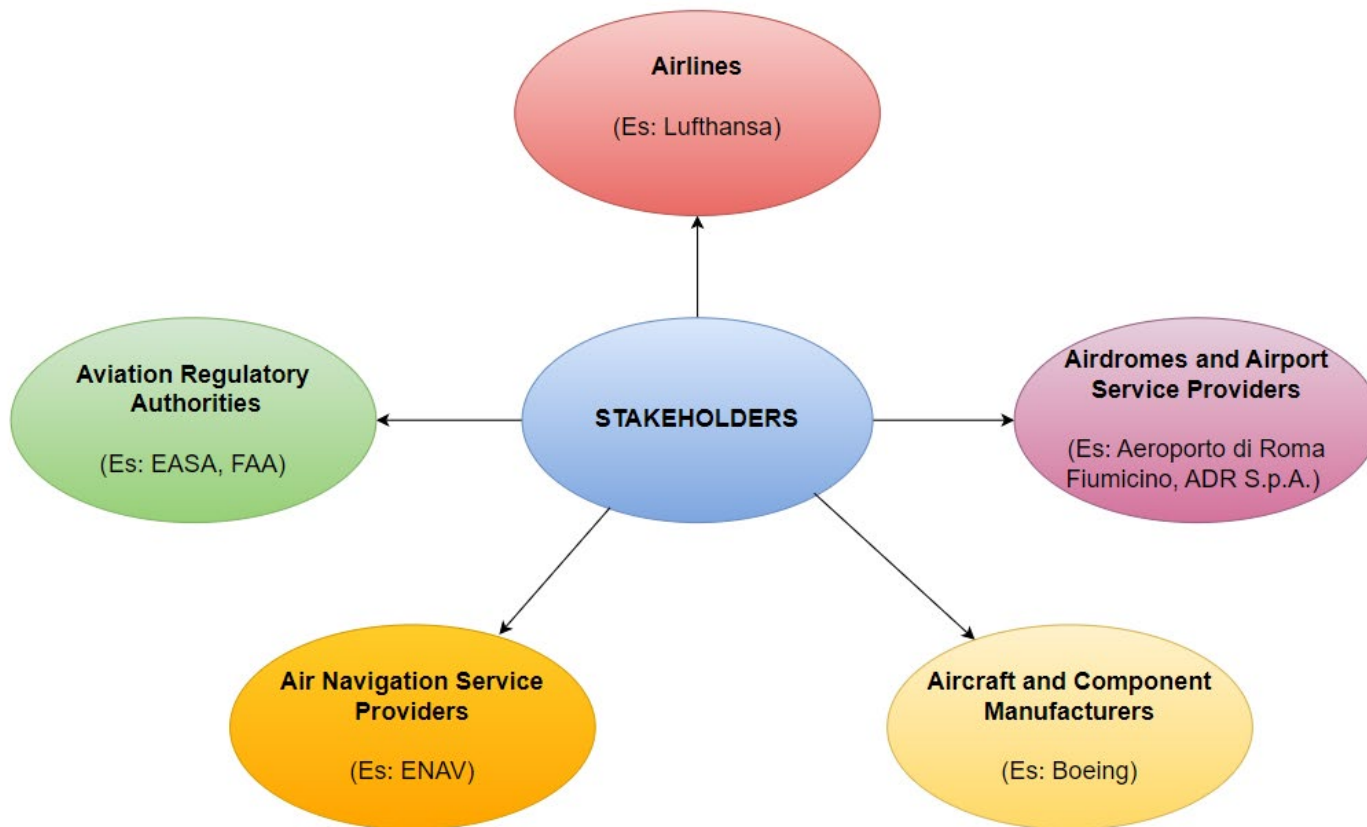 Airlines
(Es: Lufthansa)
Aviation Regulatory
Authorities
(Es: EASA, FAA)
STAKEHOLDERS
Airdromes and Airport
Service Providers
(Es: Aeroporto di Roma
Fiumicino, ADR S.p.A.)
Air Navigation Service
Providers
(Es: ENAV)
Aircraft and Component
Manufacturers
(Es: Boeing)